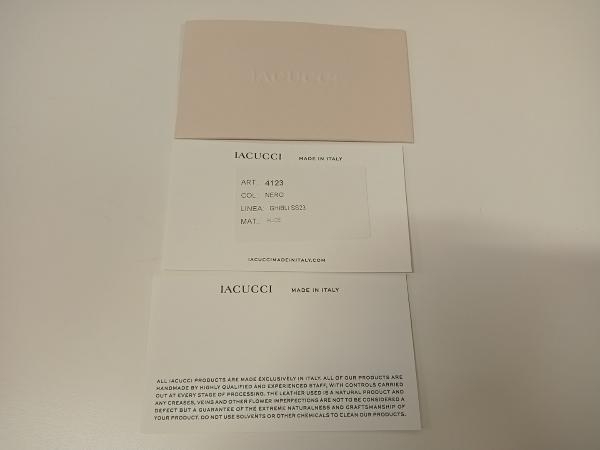 IACUCCI
IACUCCI MADE IN ITALY
ART. 4123
COL. NERO
LINEA: GHIBLI SS23
MAT.:
IACUCCIMADEINITALY.COM
IACUCCI MADE IN ITALY
ALL IACUCCI PRODUCTS ARE MADE EXCLUSIVELY IN ITALY. ALL OF OUR PRODUCTS ARE
HANDMADE BY HIGHLY QUALIFIED AND EXPERIENCED STAFF, WITH CONTROLS CARRIED
OUT AT EVERY STAGE OF PROCESSING. THE LEATHER USED IS A NATURAL PRODUCT AND
ANY CREASES, VEINS AND OTHER FLOWER IMPERFECTIONS ARE NOT TO BE CONSIDERED A
DEFECT BUT A GUARANTEE OF THE EXTREME NATURALNESS AND CRAFTSMANSHIP OF
YOUR PRODUCT. DO NOT USE SOLVENTS OR OTHER CHEMICALS TO CLEAN OUR PRODUCTS.